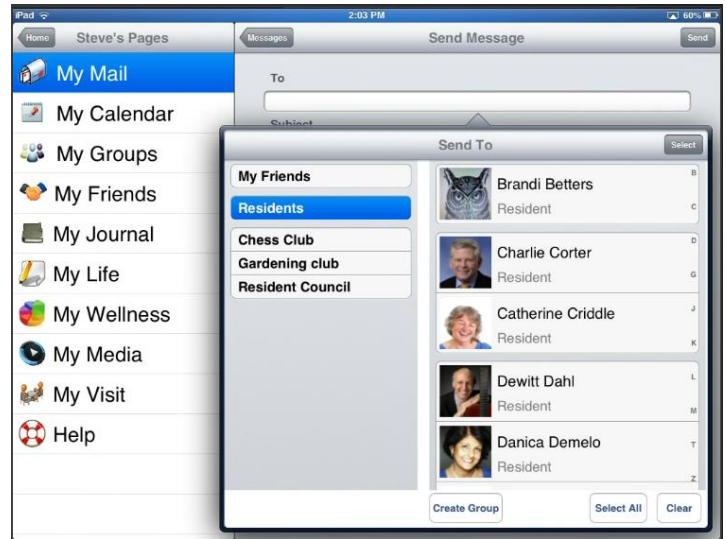 iPad 2:03 PM 60%
Home Steve's Pages Messages Send Message Send
My Mail
My Calendar
My Groups
My Friends
My Journal
My Life
My Wellness
My Media
My Visit
Help
To
Subject
Send To Select
My Friends
Residents
Chess Club
Gardening club
Resident Council
Brandi Betters
Resident
Charlie Corter
Resident
Catherine Criddle
Resident
Dewitt Dahl
Resident
Danica Demelo
Resident
B
C
D
G
J
K
L
M
T
Z
Create Group Select All Clear